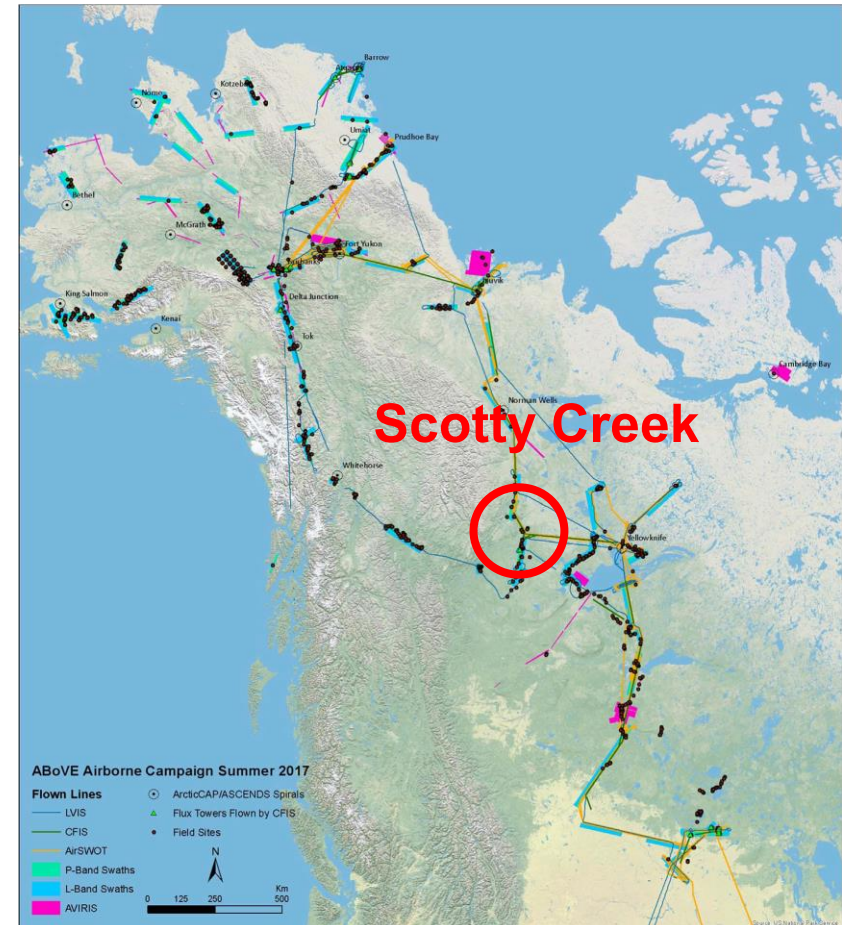 Barrow
Kotzebue
Nome
Umiat
Prudhoe Bay
Bethel
McGrath
Fort Yukon
Fairbanks
Inuvik
King Salmon
Delta Junction
Kenai
Tok
Cambridge Bay
Norman Wells
Scotty Creek
Whitehorse
Yellowknife
ABoVE Airborne Campaign Summer 2017
Flown Lines
LVIS
CFIS
AirSWOT
P-Band Swaths
L-Band Swaths
AVIRIS
ArcticCAP/ASCENDS Spirals
Flux Towers Flown by CFIS
Field Sites
N
Km
0 125 250 500